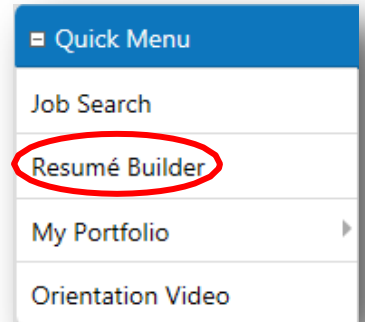 Quick Menu
Job Search
Resumé Builder
My Portfolio
Orientation Video